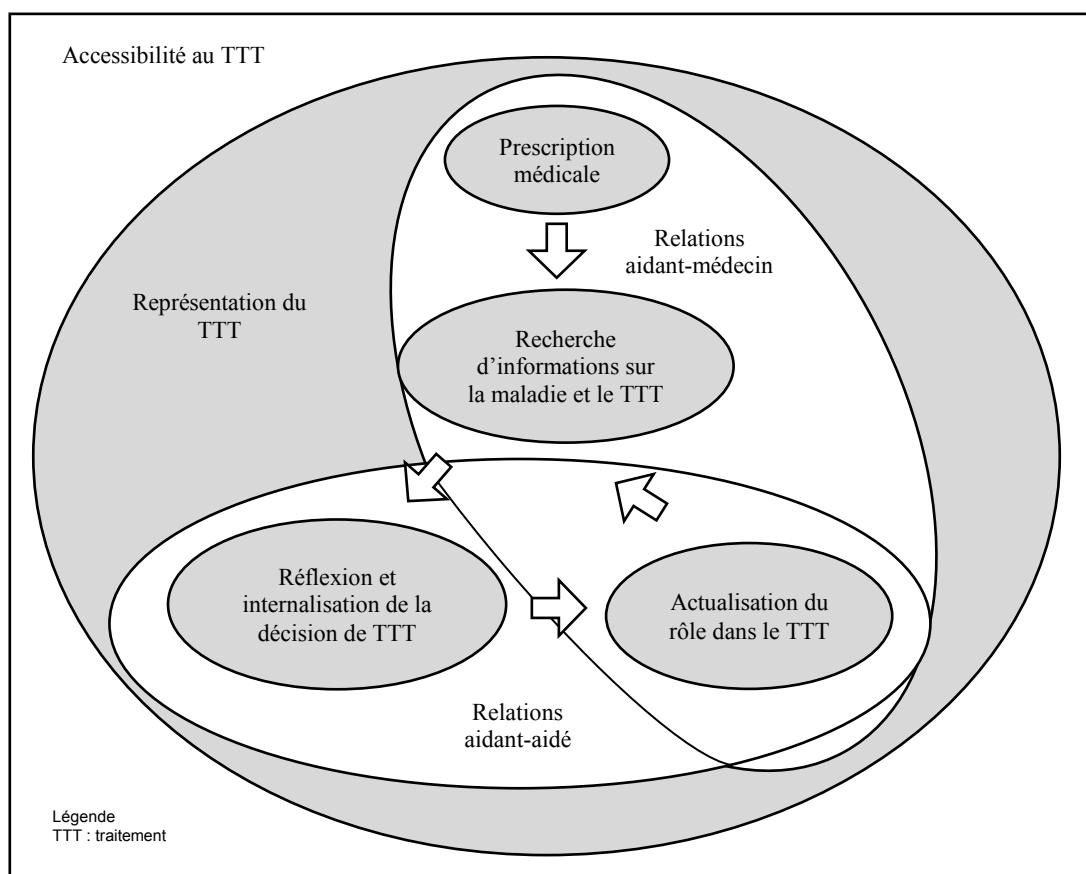 Accessibilité au TTT
Prescription
médicale
Relations
aidant-médecin
Représentation du
TTT
Recherche
d’informations sur
la maladie et le TTT
Réflexion et
internalisation de la
décision de TTT
Actualisation du
rôle dans le TTT
Relations
aidant-aidé
Légende
TTT : traitement